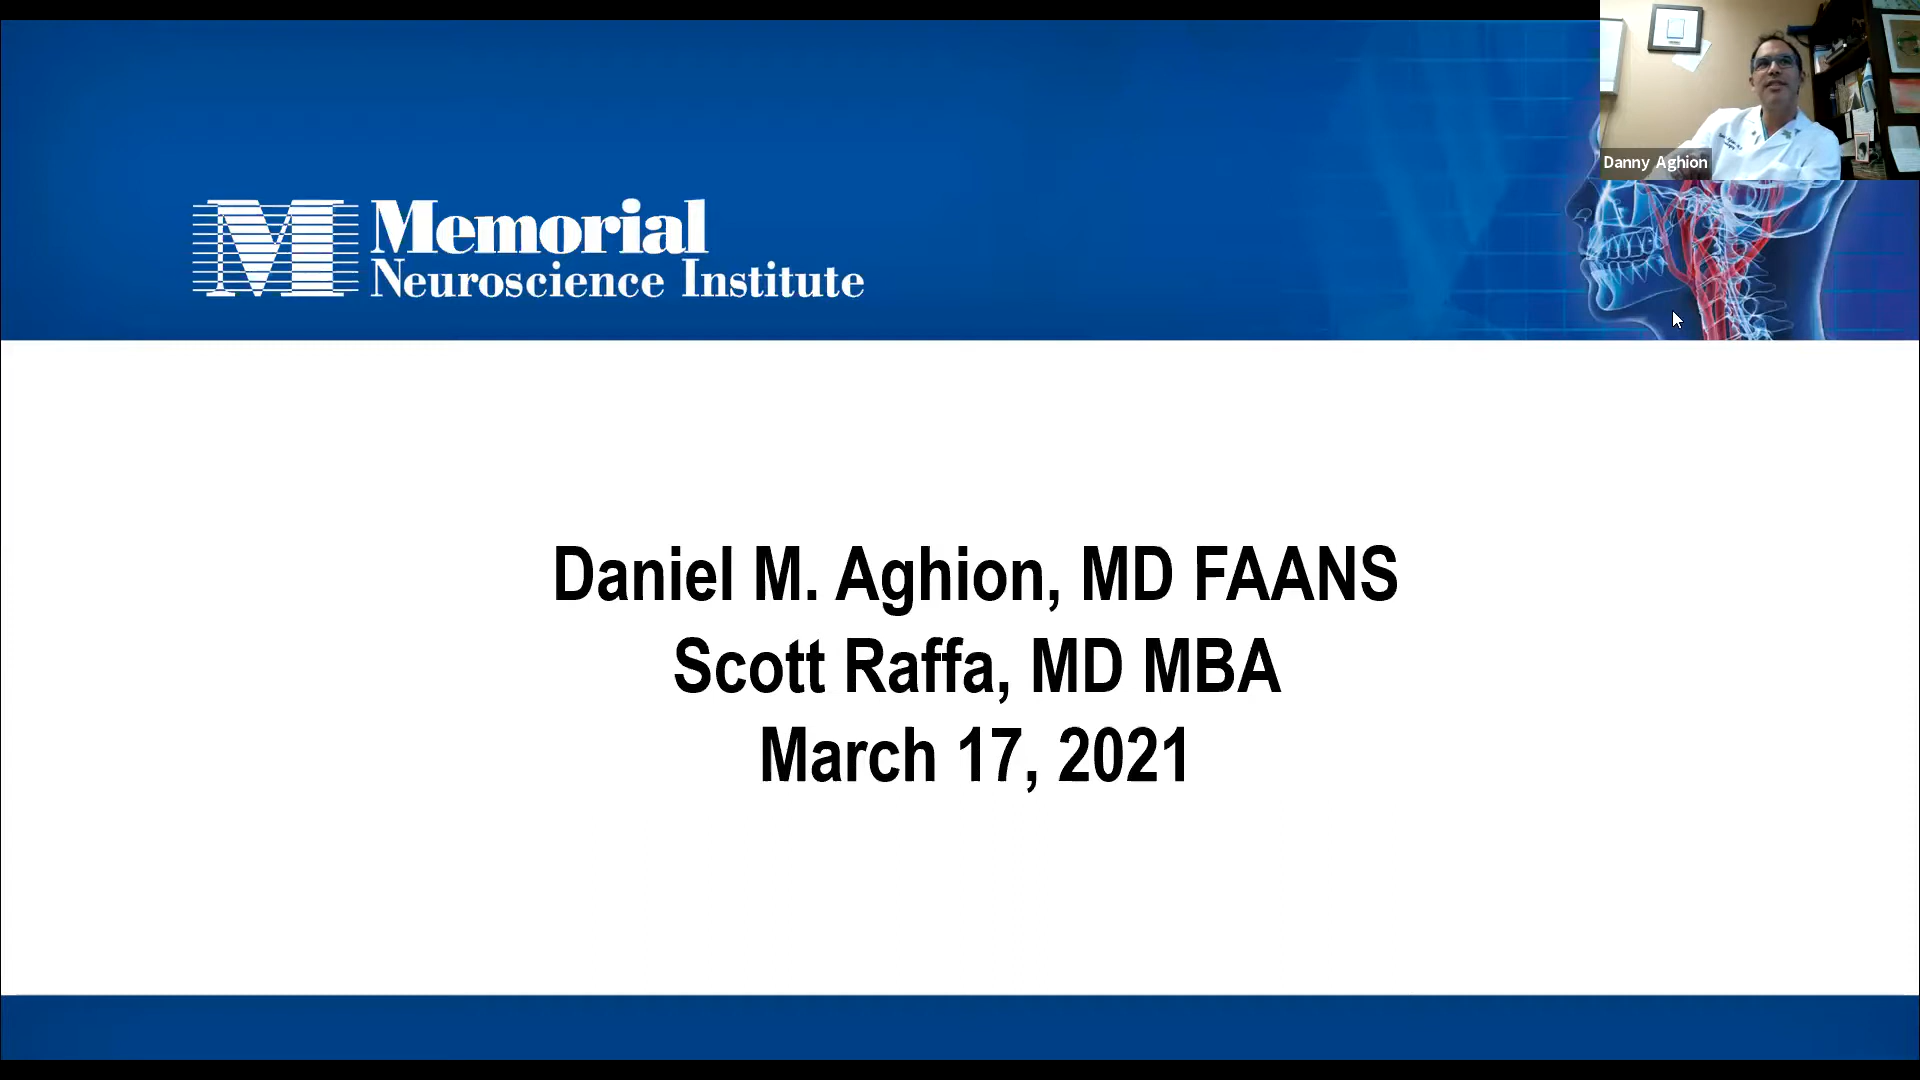 Memorial
Neuroscience Institute
Danny Aghion
Daniel M. Aghion, MD FAANS
Scott Raffa, MD MBA
March 17, 2021